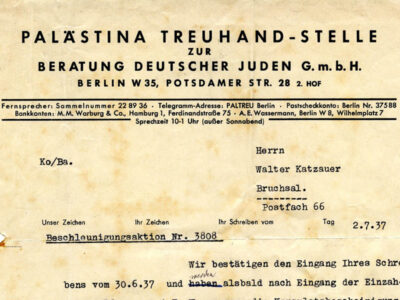 PALÄSTINA TREUHAND-STELLE
ZUR
BERATUNG DEUTSCHER JUDEN G.m.b.H.
BERLIN W 35, POTSDAMER STR. 28 2. HOF
Fernsprecher: Sammelnummer 22 89 36 · Telegramm-Adresse: PALTREU Berlin · Postscheckkonto: Berlin Nr. 37588
Bankkonten: M.M. Warburg & Co., Hamburg 1, Ferdinandstraße 75 · A.E. Wassermann, Berlin W 8, Wilhelmplatz 7
Sprechzeit 10-1 Uhr (außer Sonnabend)
Ko/Ba.
Herrn
Walter Katzauer
Bruchsal.
Postfach 66
Unser Zeichen Ihr Zeichen Ihr Schreiben vom Tag 2.7.37
Beschleunigungsaktion Nr. 3808
Wir bestätigen den Eingang Ihres Schre
werden
bens vom 30.6.37 und haben alsbald nach Eingang der Einzah